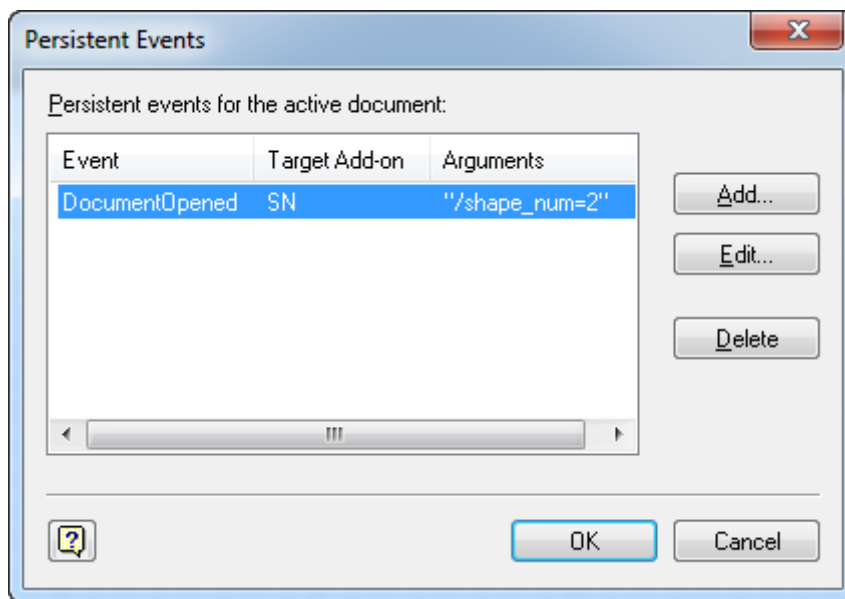 Persistent Events
Persistent events for the active document:
Event Target Add-on Arguments
DocumentOpened SN "/shape_num=2"
Add...
Edit...
Delete
OK Cancel